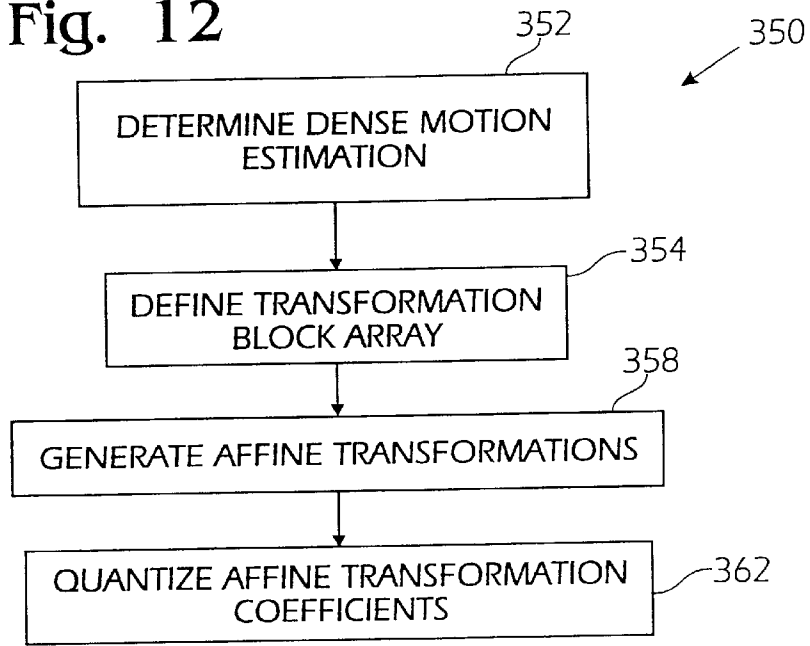 Fig. 12
352
350
DETERMINE DENSE MOTION
ESTIMATION
354
DEFINE TRANSFORMATION
BLOCK ARRAY
358
GENERATE AFFINE TRANSFORMATIONS
QUANTIZE AFFINE TRANSFORMATION
COEFFICIENTS
362